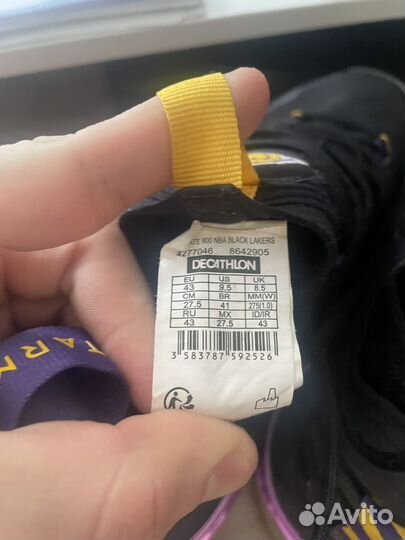 ATE 900 NBA BLACK LAKERS
4277046 8642905
DECATHLON
EU US UK
43 9.5 8.5
CM BR MM(W)
27.5 41 275(1.0)
RU MX ID/IR
43 27.5 43
3 583787 592526
TARM
Avito